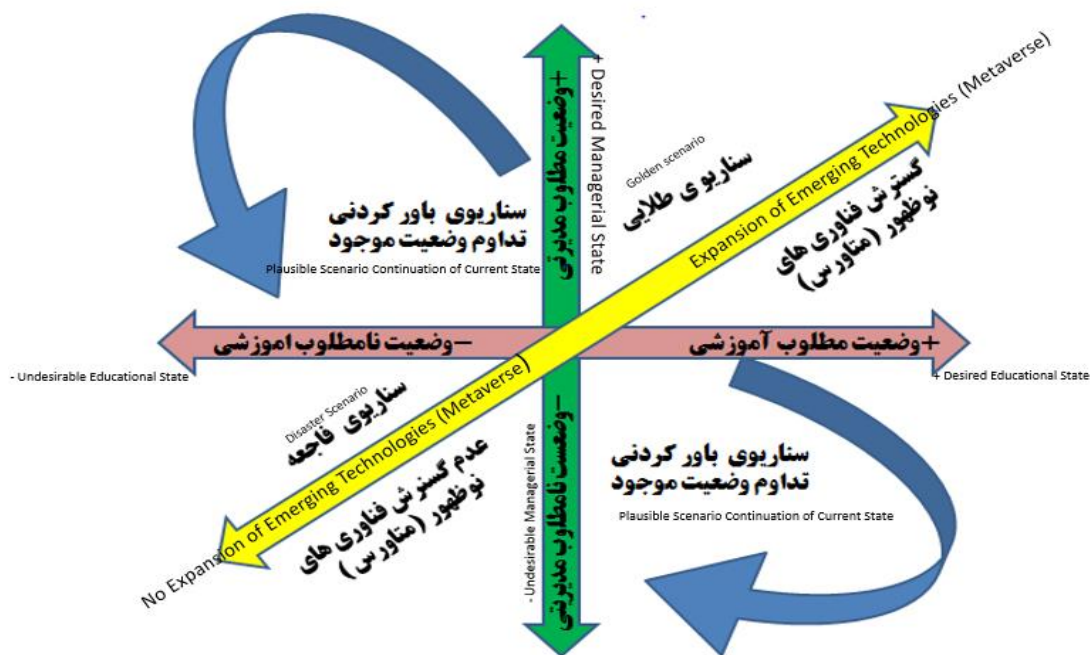 +وضعیت مطلوب مدیریتی
+ Desired Managerial State
Expansion of Emerging Technologies (Metaverse)
Golden scenario
سناریو ی طلایی
گسترش فناوری های
نوظهور (متاورس)
سناریوی باور کردنی
تداوم وضعیت موجود
Plausible Scenario Continuation of Current State
–وضعیت نامطلوب اموزشی
+وضعیت مطلوب آموزشی
- Undesirable Educational State
+ Desired Educational State
Disaster Scenario
سناریوی فاجعه
No Expansion of Emerging Technologies (Metaverse)
عدم گسترش فناوری های
نوظهور (متاورس)
- Undesirable Managerial State
–وضعست نامطلوب مدیریتی
سناریوی باور کردنی
تداوم وضعیت موجود
Plausible Scenario Continuation of Current State